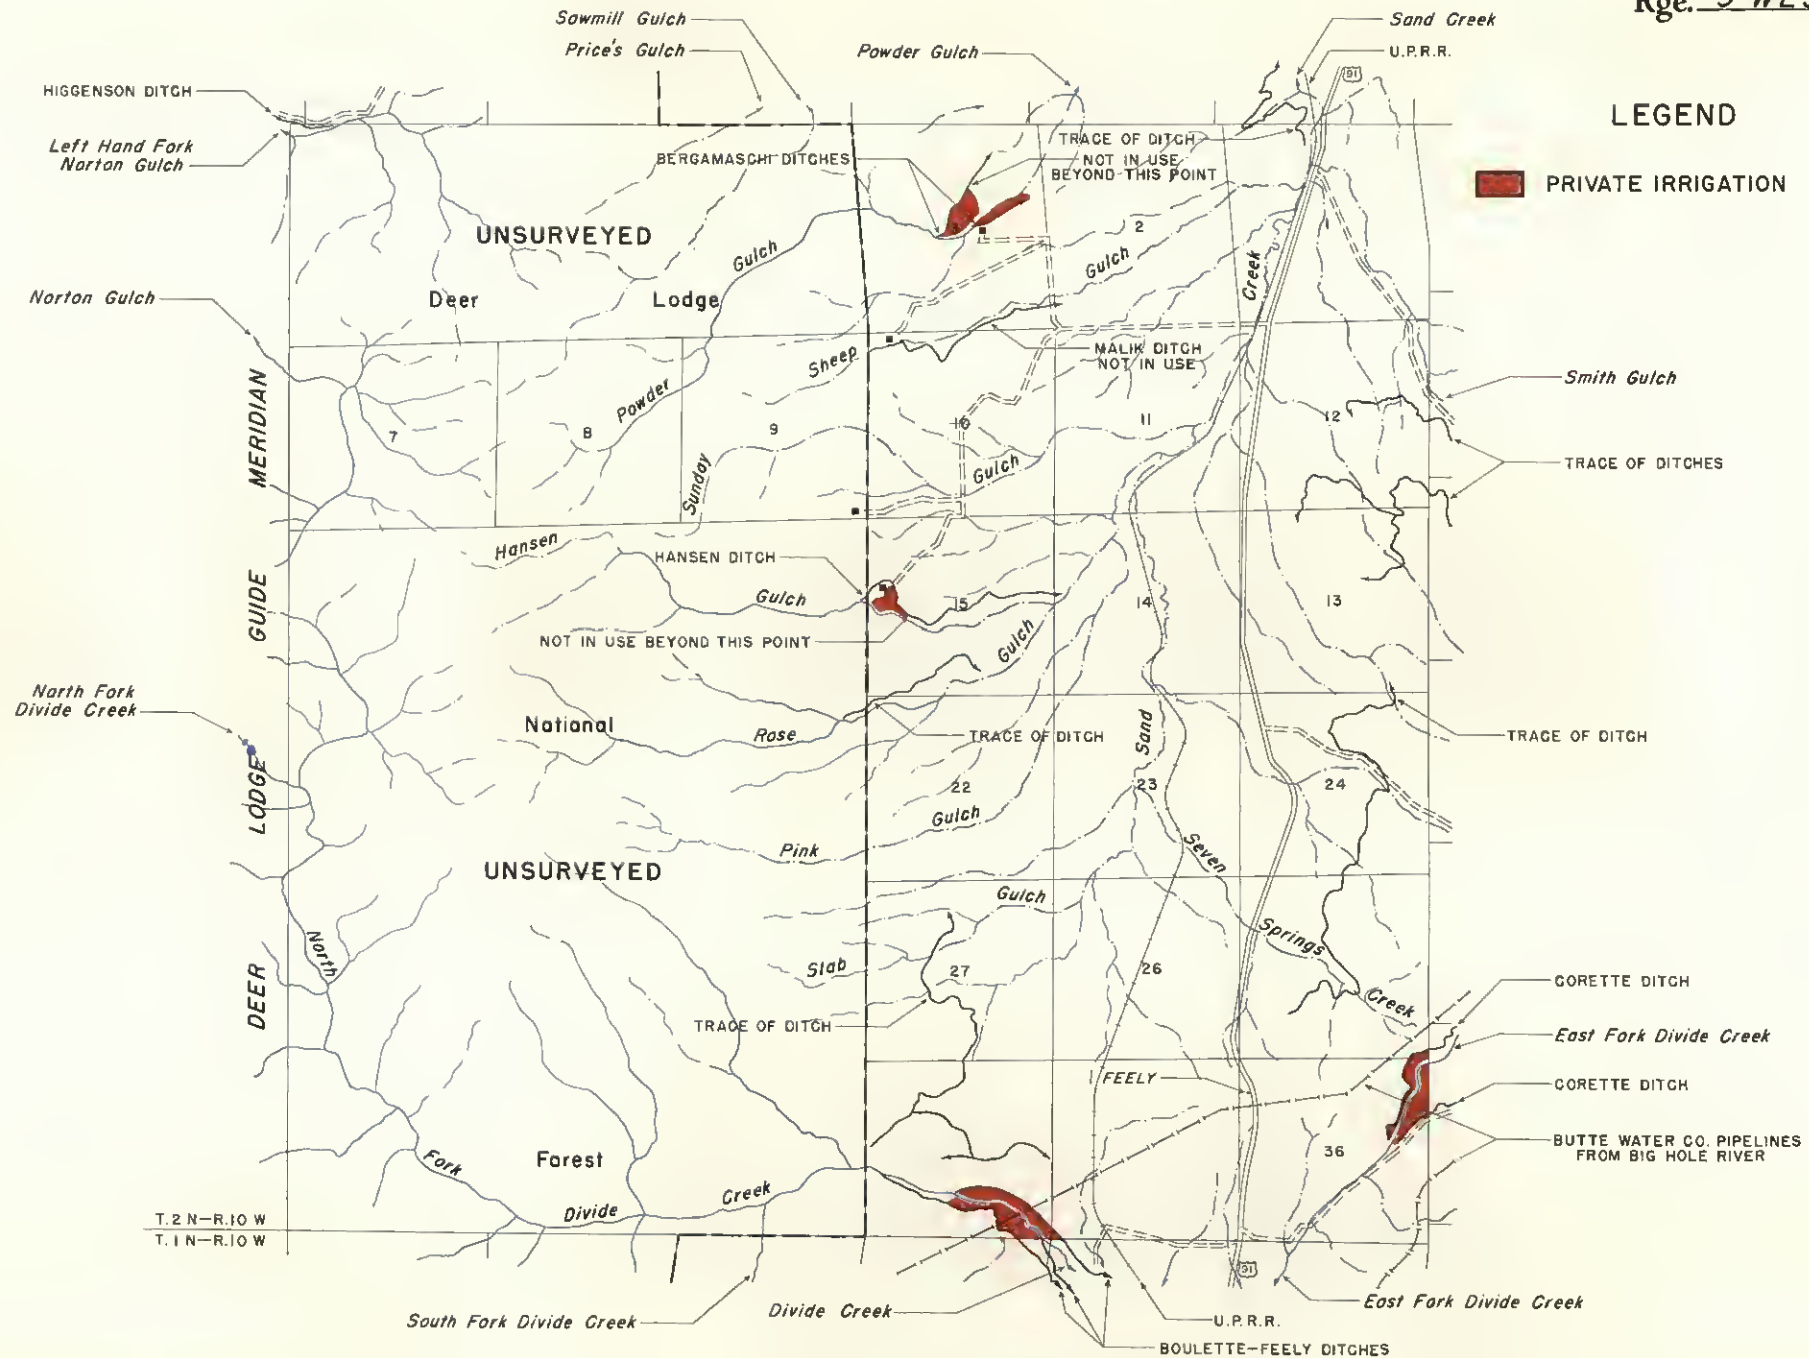 Rge.
Sawmill Gulch
Price's Gulch
Powder Gulch
Sand Creek
U.P.R.R.
91
HIGGENSON DITCH
Left Hand Fork
Norton Gulch
LEGEND
PRIVATE IRRIGATION
BERGAMASCHI DITCHES
TRACE OF DITCH
NOT IN USE
BEYOND THIS POINT
UNSURVEYED
3
2
Gulch
Gulch
Creek
Norton Gulch
Deer
Lodge
Sheep
MALIK DITCH
NOT IN USE
Smith Gulch
MERIDIAN
Powder
7
8
9
10
11
12
Sunday
Gulch
TRACE OF DITCHES
Hansen
HANSEN DITCH
Gulch
15
14
13
GUIDE
NOT IN USE BEYOND THIS POINT
Gulch
North Fork
Divide Creek
National
Rose
TRACE OF DITCH
Sand
TRACE OF DITCH
LODGE
22
23
24
Gulch
Pink
Seven
UNSURVEYED
Gulch
North
Slab
27
26
Springs
DEER
Creek
CORETTE DITCH
TRACE OF DITCH
East Fork Divide Creek
FEELY
CORETTE DITCH
BUTTE WATER CO. PIPELINES
FROM BIG HOLE RIVER
36
Fork
Forest
Divide
Creek
T.2 N-R.10 W
T.1 N-R.10 W
91
South Fork Divide Creek
Divide Creek
East Fork Divide Creek
U.P.R.R.
BOULETTE-FEELY DITCHES